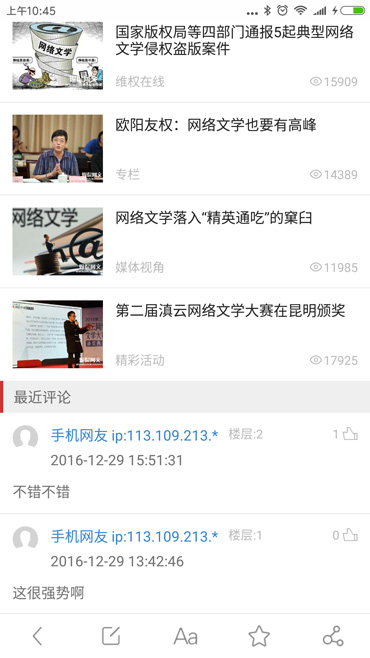 上午10:45
网络文学
国家版权局等四部门通报5起典型网络
文学侵权盗版案件
维权在线
15909
欧阳友权：网络文学也要有高峰
专栏
14389
网络文学
网络文学落入“精英通吃”的窠臼
媒体视角
11985
第二届滇云网络文学大赛在昆明颁奖
精彩活动
17925
最近评论
手机网友 ip:113.109.213.*
楼层:2
1
2016-12-29 15:51:31
不错不错
手机网友 ip:113.109.213.*
楼层:1
0
2016-12-29 13:42:46
这很强势啊
Aa